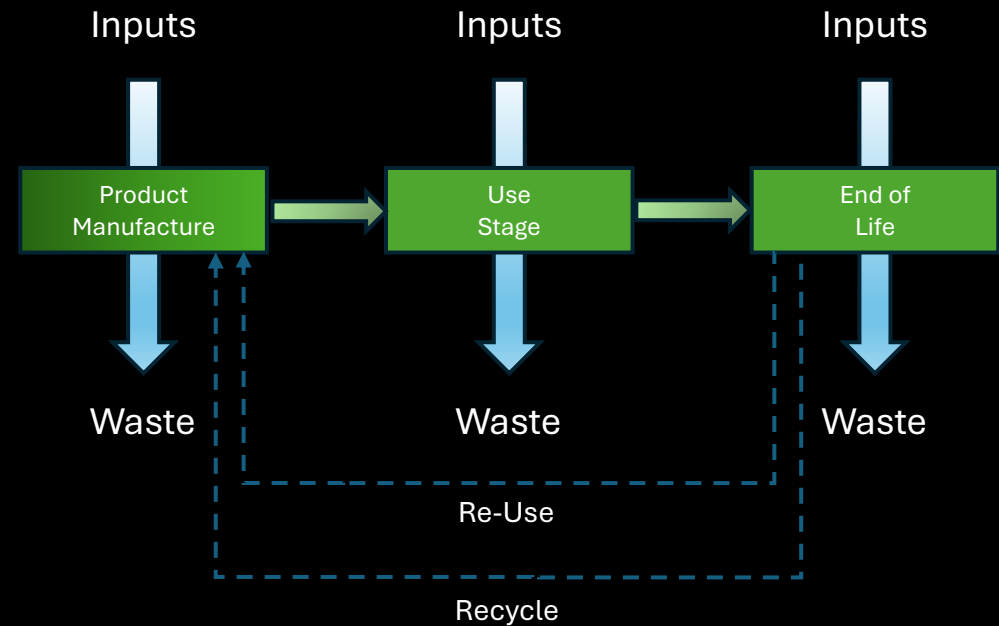 Inputs
Inputs
Inputs
Product
Manufacture
Use
Stage
End of
Life
Waste
Waste
Waste
Re-Use
Recycle